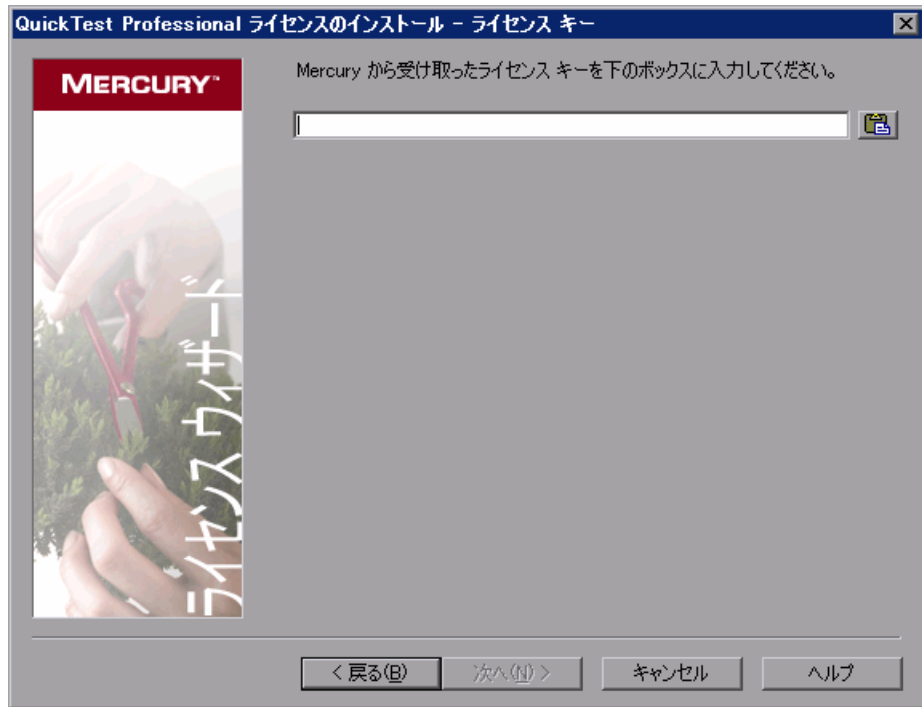 QuickTest Professional ライセンスのインストール - ライセンス キー
MERCURY™
Mercury から受け取ったライセンス キーを下のボックスに入力してください。
ライセンス ウィザード
< 戻る(B)
次へ(N) >
キャンセル
ヘルプ